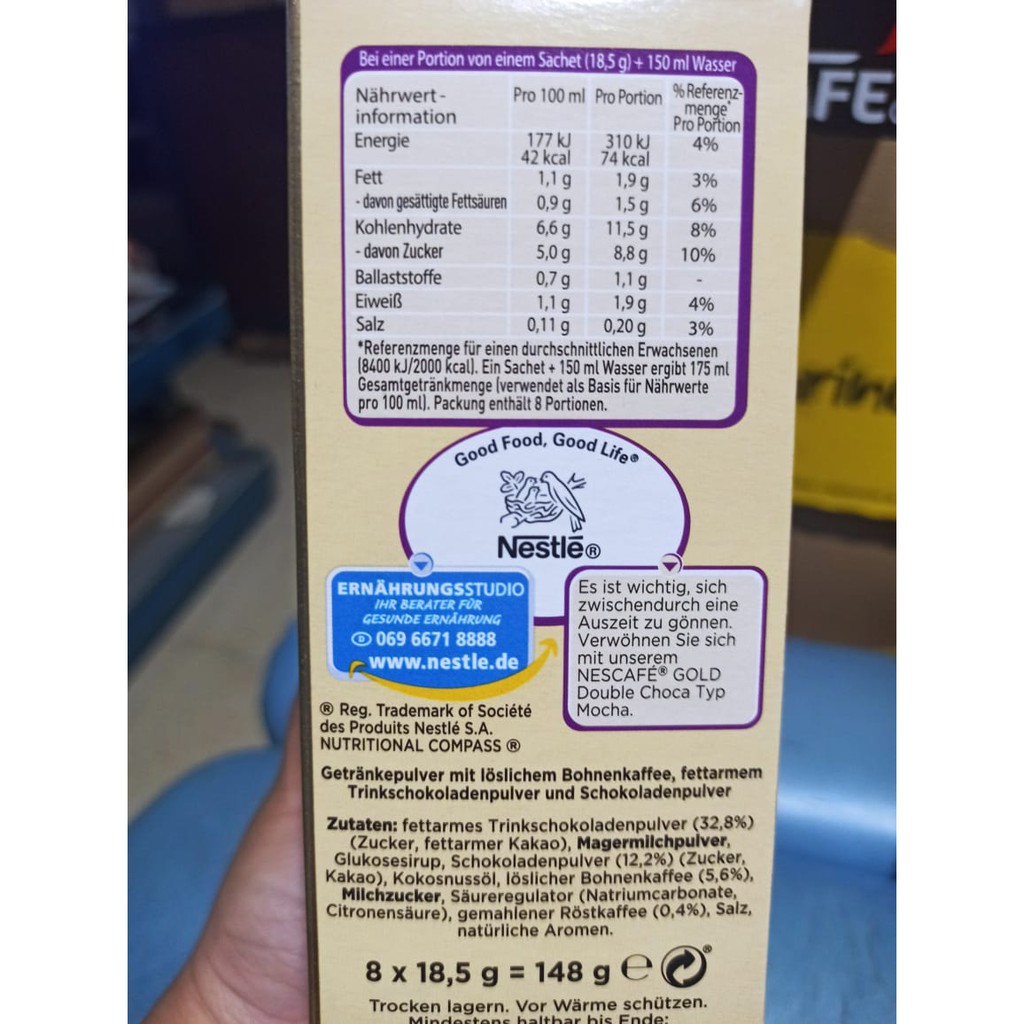 Bei einer Portion von einem Sachet (18,5 g) + 150 ml Wasser
Nährwert- Pro 100 ml Pro Portion % Referenz-
information menge*
Pro Portion
Energie 177 kJ 310 kJ 4%
42 kcal 74 kcal
Fett 1,1 g 1,9 g 3%
- davon gesättigte Fettsäuren 0,9 g 1,5 g 6%
Kohlenhydrate 6,6 g 11,5 g 8%
- davon Zucker 5,0 g 8,8 g 10%
Ballaststoffe 0,7 g 1,1 g -
Eiweiß 1,1 g 1,9 g 4%
Salz 0,11 g 0,20 g 3%
*Referenzmenge für einen durchschnittlichen Erwachsenen
(8400 kJ/2000 kcal). Ein Sachet + 150 ml Wasser ergibt 175 ml
Gesamtgetränkmenge (verwendet als Basis für Nährwerte
pro 100 ml). Packung enthält 8 Portionen.
Good Food, Good Life®
Nestlé®
ERNÄHRUNGSSTUDIO
IHR BERATER FÜR
GESUNDE ERNÄHRUNG
D 069 6671 8888
www.nestle.de
Es ist wichtig, sich
zwischendurch eine
Auszeit zu gönnen.
Verwöhnen Sie sich
mit unserem
NESCAFÉ® GOLD
Double Choca Typ
Mocha.
® Reg. Trademark of Société
des Produits Nestlé S.A.
NUTRITIONAL COMPASS ®
Getränkepulver mit löslichem Bohnenkaffee, fettarmem
Trinkschokoladenpulver und Schokoladenpulver
Zutaten: fettarmes Trinkschokoladenpulver (32,8%)
(Zucker, fettarmer Kakao), Magermilchpulver,
Glukosesirup, Schokoladenpulver (12,2%) (Zucker,
Kakao), Kokosnussöl, löslicher Bohnenkaffee (5,6%),
Milchzucker, Säureregulator (Natriumcarbonate,
Citronensäure), gemahlener Röstkaffee (0,4%), Salz,
natürliche Aromen.
8 x 18,5 g = 148 g ℮ ®
Trocken lagern. Vor Wärme schützen.
Mindestens haltbar bis Ende: